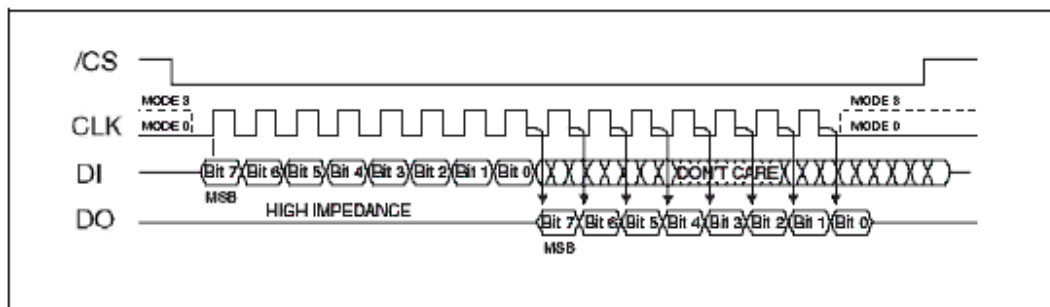 /CS
MODE 3
MODE 3
CLK
MODE 0
MODE 0
DI
Bit 7 Bit 6 Bit 5 Bit 4 Bit 3 Bit 2 Bit 1 Bit 0
DON'T CARE
MSB
HIGH IMPEDANCE
DO
Bit 7 Bit 6 Bit 5 Bit 4 Bit 3 Bit 2 Bit 1 Bit 0
MSB